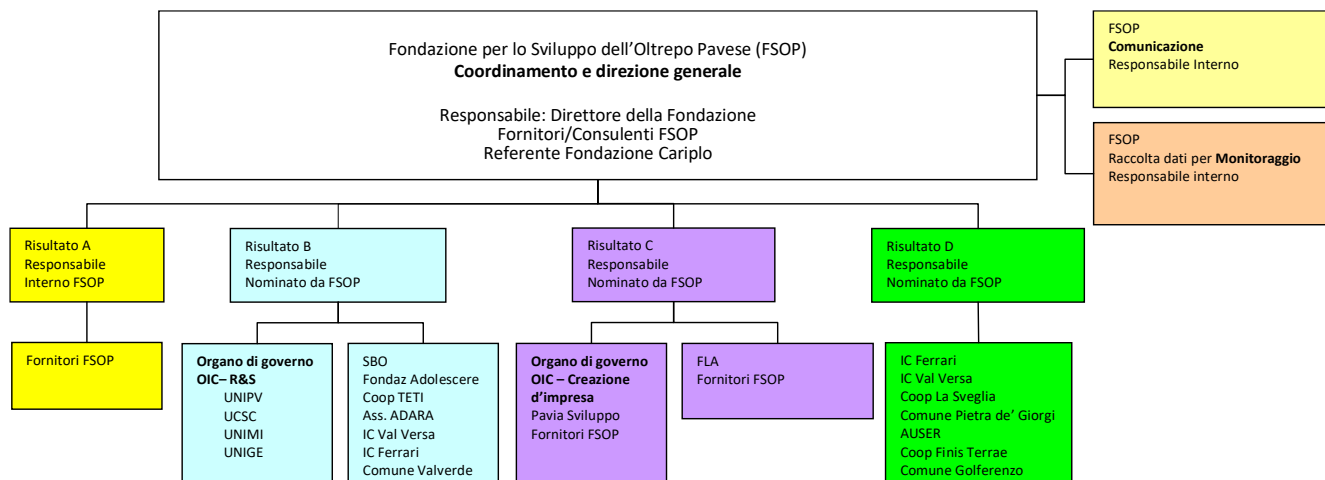 Fondazione per lo Sviluppo dell’Oltrepo Pavese (FSOP)
Coordinamento e direzione generale
Responsabile: Direttore della Fondazione
Fornitori/Consulenti FSOP
Referente Fondazione Cariplo
FSOP
Comunicazione
Responsabile Interno
FSOP
Raccolta dati per Monitoraggio
Responsabile interno
Risultato A
Responsabile
Interno FSOP
Risultato B
Responsabile
Nominato da FSOP
Risultato C
Responsabile
Nominato da FSOP
Risultato D
Responsabile
Nominato da FSOP
Fornitori FSOP
Organo di governo
OIC– R&S
UNIPV
UCSC
UNIMI
UNIGE
SBO
Fondaz Adolescere
Coop TETI
Ass. ADARA
IC Val Versa
IC Ferrari
Comune Valverde
Organo di governo
OIC – Creazione
d’impresa
Pavia Sviluppo
Fornitori FSOP
FLA
Fornitori FSOP
IC Ferrari
IC Val Versa
Coop La Sveglia
Comune Pietra de’ Giorgi
AUSER
Coop Finis Terrae
Comune Golferenzo